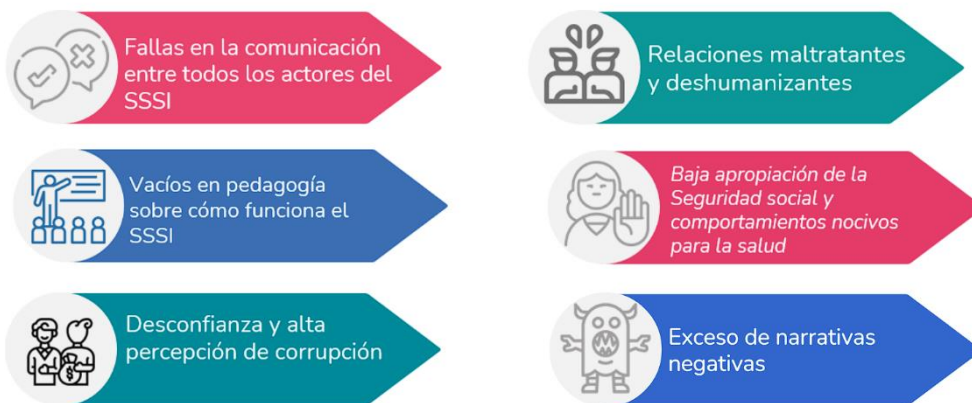 Fallas en la comunicación
entre todos los actores del
SSSI
Vacíos en pedagogía
sobre cómo funciona el
SSSI
Desconfianza y alta
percepción de corrupción
Relaciones maltratantes
y deshumanizantes
Baja apropiación de la
Seguridad social y
comportamientos nocivos
para la salud
Exceso de narrativas
negativas